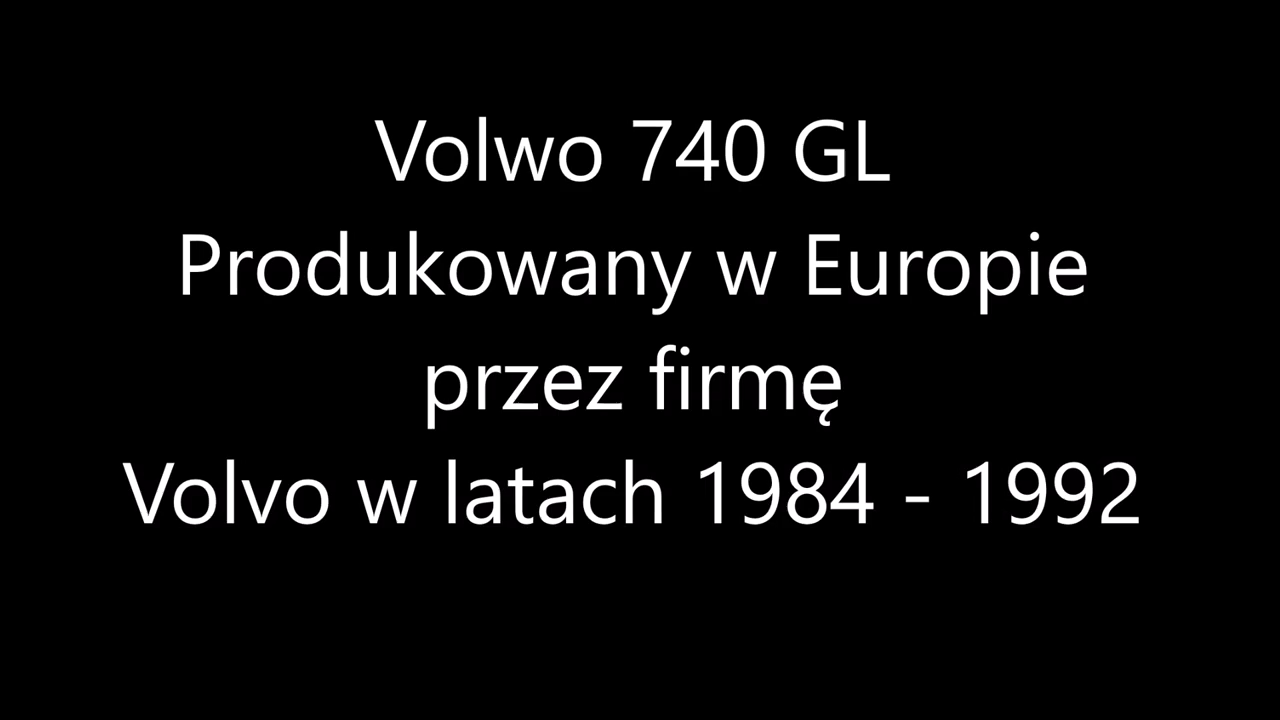 Volwo 740 GL
Produkowany w Europie
przez firmę
Volvo w latach 1984 - 1992